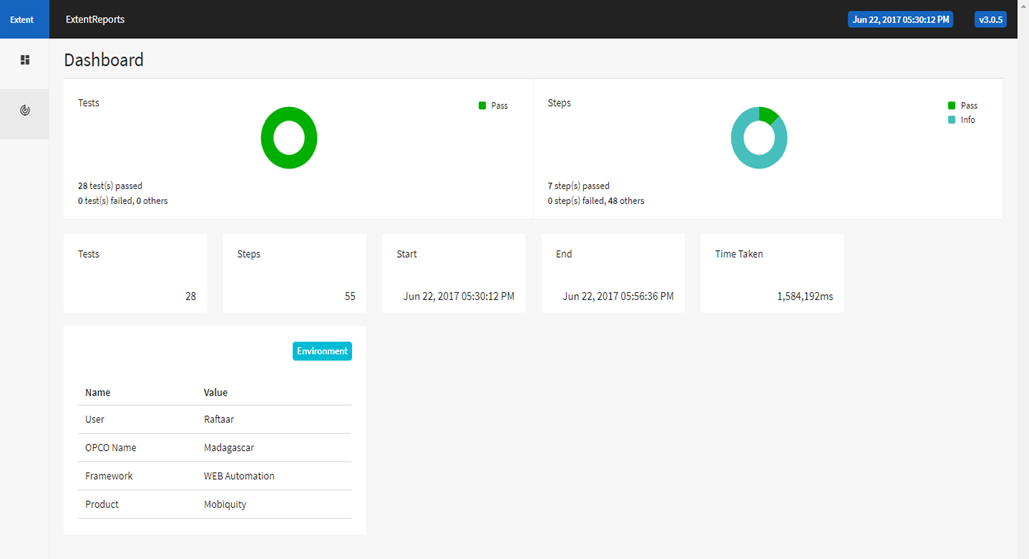 Extent ExtentReports Jun 22, 2017 05:30:12 PM v3.0.5
Dashboard
Tests
Pass
28 test(s) passed
0 test(s) failed, 0 others
Steps
Pass
Info
7 step(s) passed
0 step(s) failed, 48 others
Tests
28
Steps
55
Start
Jun 22, 2017 05:30:12 PM
End
Jun 22, 2017 05:56:36 PM
Time Taken
1,584,192ms
Environment
Name Value
User Raftaar
OPCO Name Madagascar
Framework WEB Automation
Product Mobiquity